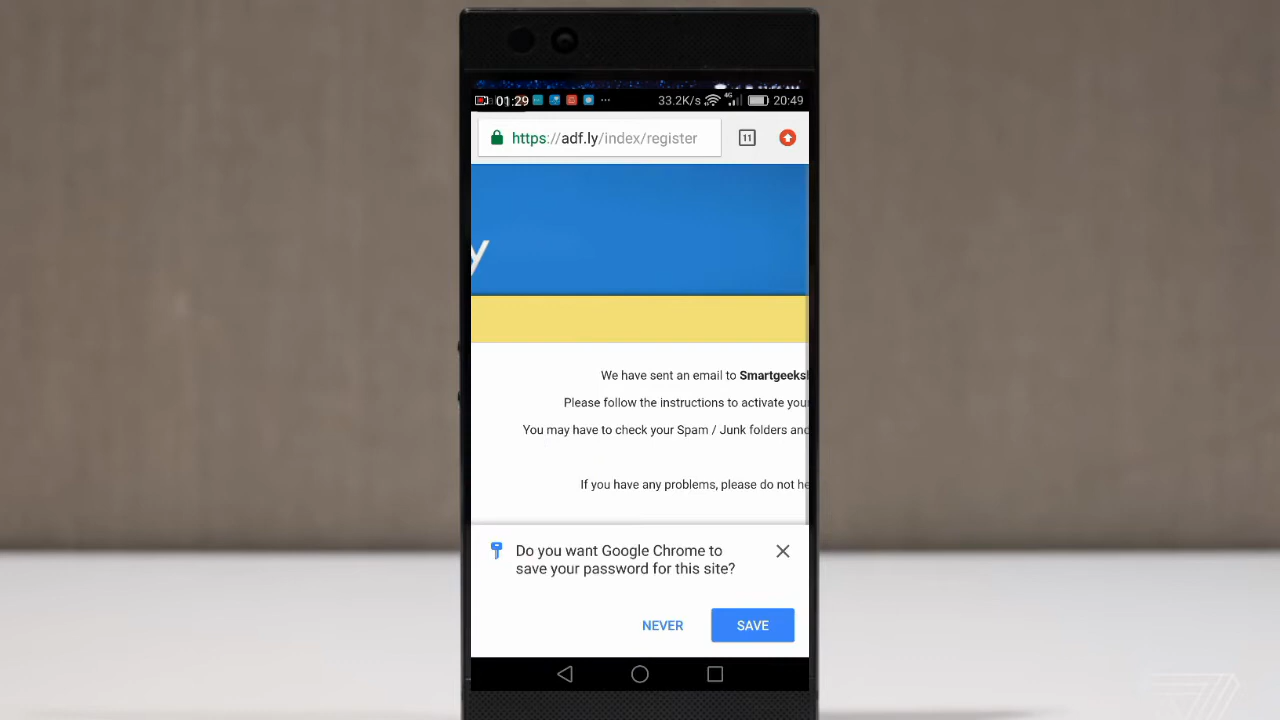 01:29 ... 33.2K/s 4G 20:49
https://adf.ly/index/register 11
y
We have sent an email to Smartgeeks
Please follow the instructions to activate your
You may have to check your Spam / Junk folders and
If you have any problems, please do not he
Do you want Google Chrome to
save your password for this site?
NEVER SAVE